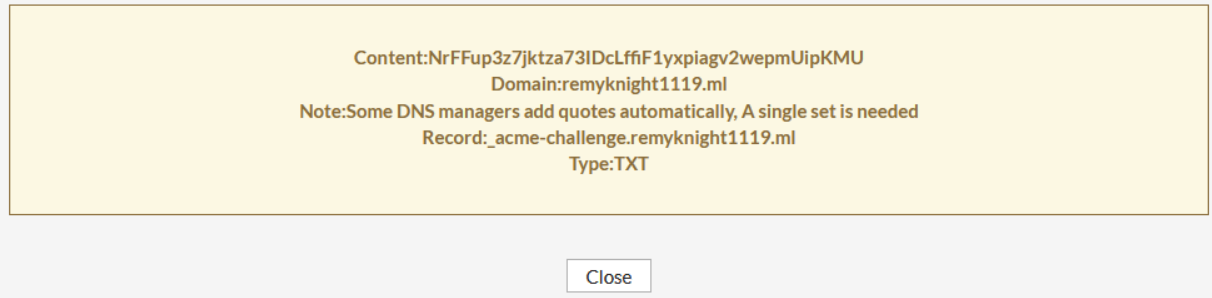 Content:NrFFup3z7jktza73IDcLffiF1yxpiagv2wepmUipKMU
Domain:remyknight1119.ml
Note:Some DNS managers add quotes automatically, A single set is needed
Record:_acme-challenge.remyknight1119.ml
Type:TXT
Close